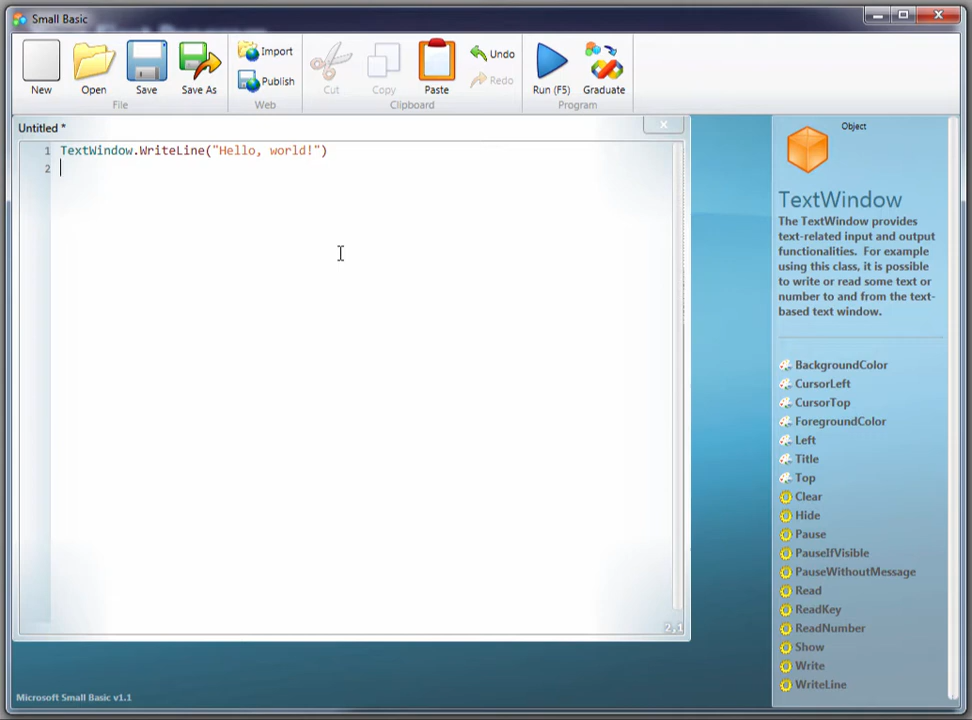 Small Basic
New
Open
Save
Save As
File
Import
Publish
Web
Cut
Copy
Paste
Clipboard
Undo
Redo
Run (F5)
Graduate
Program
Untitled *
1 TextWindow.WriteLine("Hello, world!")
2
2,1
Object
TextWindow
The TextWindow provides
text-related input and output
functionalities. For example
using this class, it is possible
to write or read some text or
number to and from the text-
based text window.
BackgroundColor
CursorLeft
CursorTop
ForegroundColor
Left
Title
Top
Clear
Hide
Pause
PauseIfVisible
PauseWithoutMessage
Read
ReadKey
ReadNumber
Show
Write
WriteLine
Microsoft Small Basic v1.1